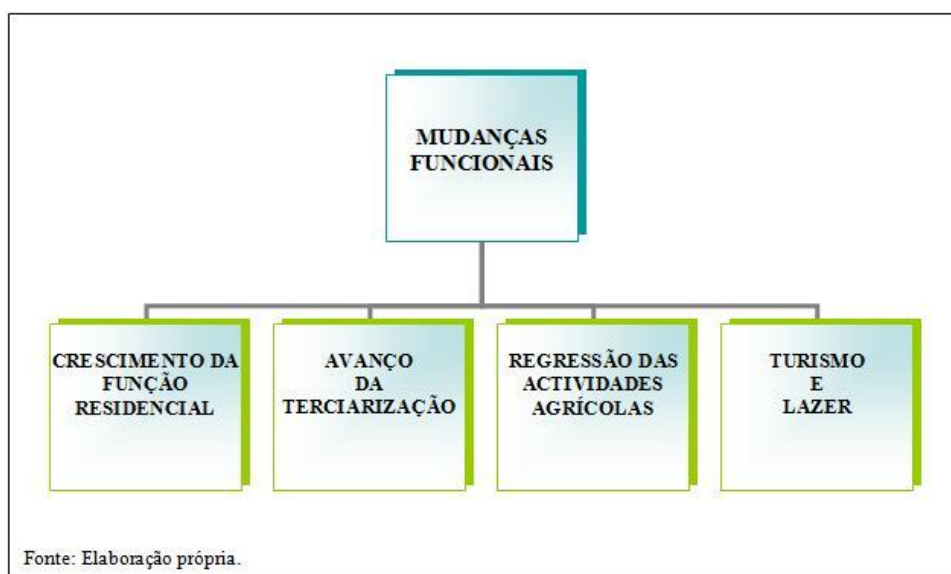 MUDANÇAS
FUNCIONAIS
CRESCIMENTO DA
FUNÇÃO
RESIDENCIAL
AVANÇO
DA
TERCIARIZAÇÃO
REGRESSÃO DAS
ACTIVIDADES
AGRÍCOLAS
TURISMO
E
LAZER
Fonte: Elaboração própria.